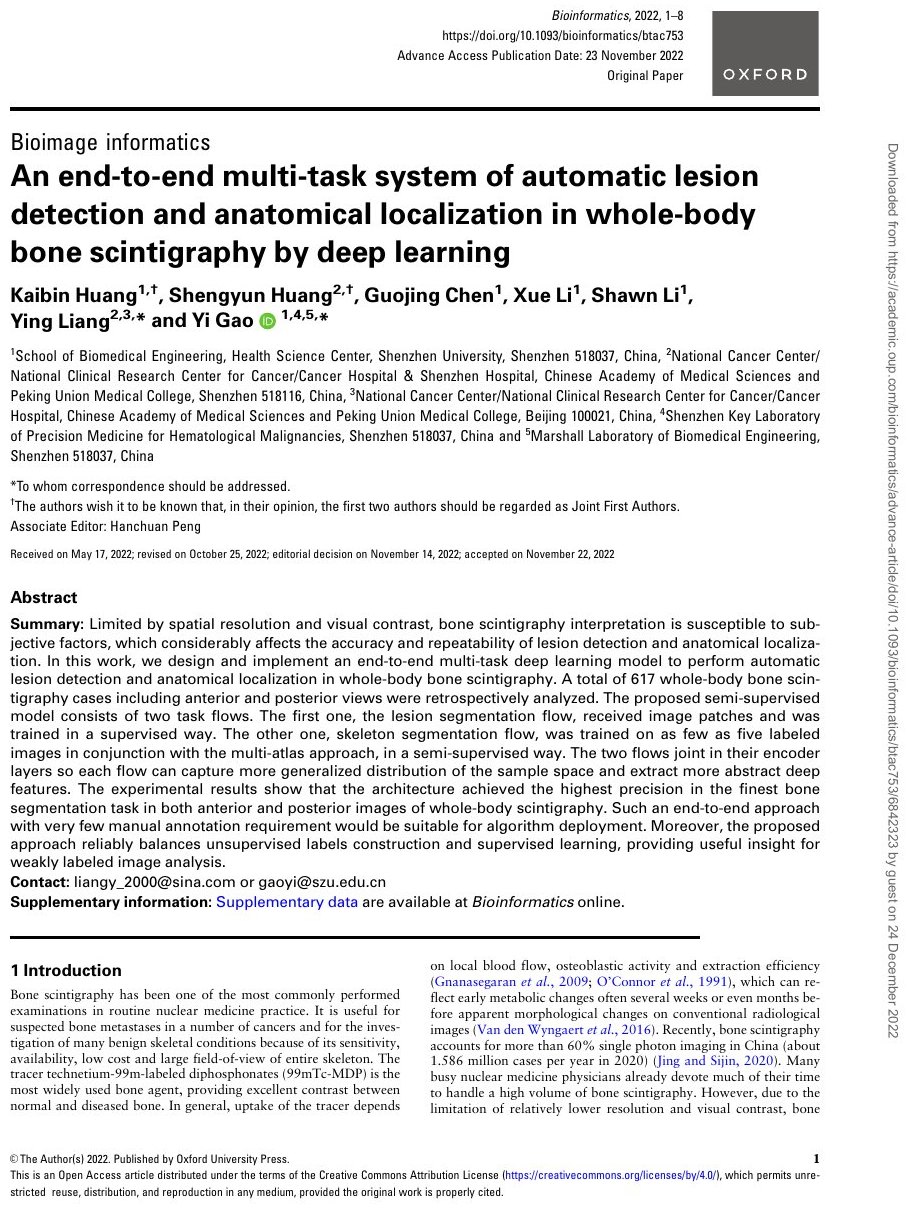 Bioinformatics, 2022, 1–8
https://doi.org/10.1093/bioinformatics/btac753
Advance Access Publication Date: 23 November 2022
Original Paper
OXFORD
Bioimage informatics
An end-to-end multi-task system of automatic lesion
detection and anatomical localization in whole-body
bone scintigraphy by deep learning
Kaibin Huang1,†, Shengyun Huang2,†, Guojing Chen1, Xue Li1, Shawn Li1,
Ying Liang2,3,* and Yi Gao iD 1,4,5,*
1School of Biomedical Engineering, Health Science Center, Shenzhen University, Shenzhen 518037, China, 2National Cancer Center/
National Clinical Research Center for Cancer/Cancer Hospital & Shenzhen Hospital, Chinese Academy of Medical Sciences and
Peking Union Medical College, Shenzhen 518116, China, 3National Cancer Center/National Clinical Research Center for Cancer/Cancer
Hospital, Chinese Academy of Medical Sciences and Peking Union Medical College, Beijing 100021, China, 4Shenzhen Key Laboratory
of Precision Medicine for Hematological Malignancies, Shenzhen 518037, China and 5Marshall Laboratory of Biomedical Engineering,
Shenzhen 518037, China
*To whom correspondence should be addressed.
†The authors wish it to be known that, in their opinion, the first two authors should be regarded as Joint First Authors.
Associate Editor: Hanchuan Peng
Received on May 17, 2022; revised on October 25, 2022; editorial decision on November 14, 2022; accepted on November 22, 2022
Abstract
Summary: Limited by spatial resolution and visual contrast, bone scintigraphy interpretation is susceptible to sub-
jective factors, which considerably affects the accuracy and repeatability of lesion detection and anatomical localiza-
tion. In this work, we design and implement an end-to-end multi-task deep learning model to perform automatic
lesion detection and anatomical localization in whole-body bone scintigraphy. A total of 617 whole-body bone scin-
tigraphy cases including anterior and posterior views were retrospectively analyzed. The proposed semi-supervised
model consists of two task flows. The first one, the lesion segmentation flow, received image patches and was
trained in a supervised way. The other one, skeleton segmentation flow, was trained on as few as five labeled
images in conjunction with the multi-atlas approach, in a semi-supervised way. The two flows joint in their encoder
layers so each flow can capture more generalized distribution of the sample space and extract more abstract deep
features. The experimental results show that the architecture achieved the highest precision in the finest bone
segmentation task in both anterior and posterior images of whole-body scintigraphy. Such an end-to-end approach
with very few manual annotation requirement would be suitable for algorithm deployment. Moreover, the proposed
approach reliably balances unsupervised labels construction and supervised learning, providing useful insight for
weakly labeled image analysis.
Contact: liangy_2000@sina.com or gaoyi@szu.edu.cn
Supplementary information: Supplementary data are available at Bioinformatics online.
1 Introduction
Bone scintigraphy has been one of the most commonly performed
examinations in routine nuclear medicine practice. It is useful for
suspected bone metastases in a number of cancers and for the inves-
tigation of many benign skeletal conditions because of its sensitivity,
availability, low cost and large field-of-view of entire skeleton. The
tracer technetium-99m-labeled diphosphonates (99mTc-MDP) is the
most widely used bone agent, providing excellent contrast between
normal and diseased bone. In general, uptake of the tracer depends
on local blood flow, osteoblastic activity and extraction efficiency
(Gnanasegaran et al., 2009; O'Connor et al., 1991), which can re-
flect early metabolic changes often several weeks or even months be-
fore apparent morphological changes on conventional radiological
images (Van den Wyngaert et al., 2016). Recently, bone scintigraphy
accounts for more than 60% single photon imaging in China (about
1.586 million cases per year in 2020) (Jing and Sijin, 2020). Many
busy nuclear medicine physicians already devote much of their time
to handle a high volume of bone scintigraphy. However, due to the
limitation of relatively lower resolution and visual contrast, bone
© The Author(s) 2022. Published by Oxford University Press.
1
This is an Open Access article distributed under the terms of the Creative Commons Attribution License (https://creativecommons.org/licenses/by/4.0/), which permits unre-
stricted reuse, distribution, and reproduction in any medium, provided the original work is properly cited.
Downloaded from https://academic.oup.com/bioinformatics/advance-article/doi/10.1093/bioinformatics/btac753/6842323 by guest on 24 December 2022